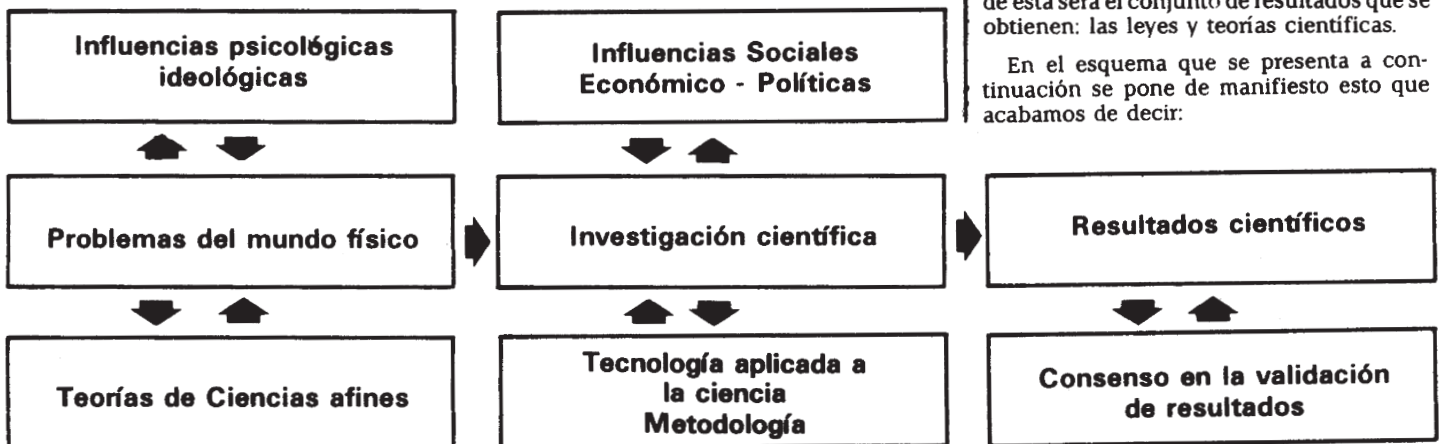 Influencias psicológicas
ideológicas
Influencias Sociales
Económico - Políticas
de ésta será el conjunto de resultados que se
obtienen: las leyes y teorías científicas.
En el esquema que se presenta a con-
tinuación se pone de manifiesto esto que
acabamos de decir:
Problemas del mundo físico
Investigación científica
Resultados científicos
Teorías de Ciencias afines
Tecnología aplicada a
la ciencia
Metodología
Consenso en la validación
de resultados